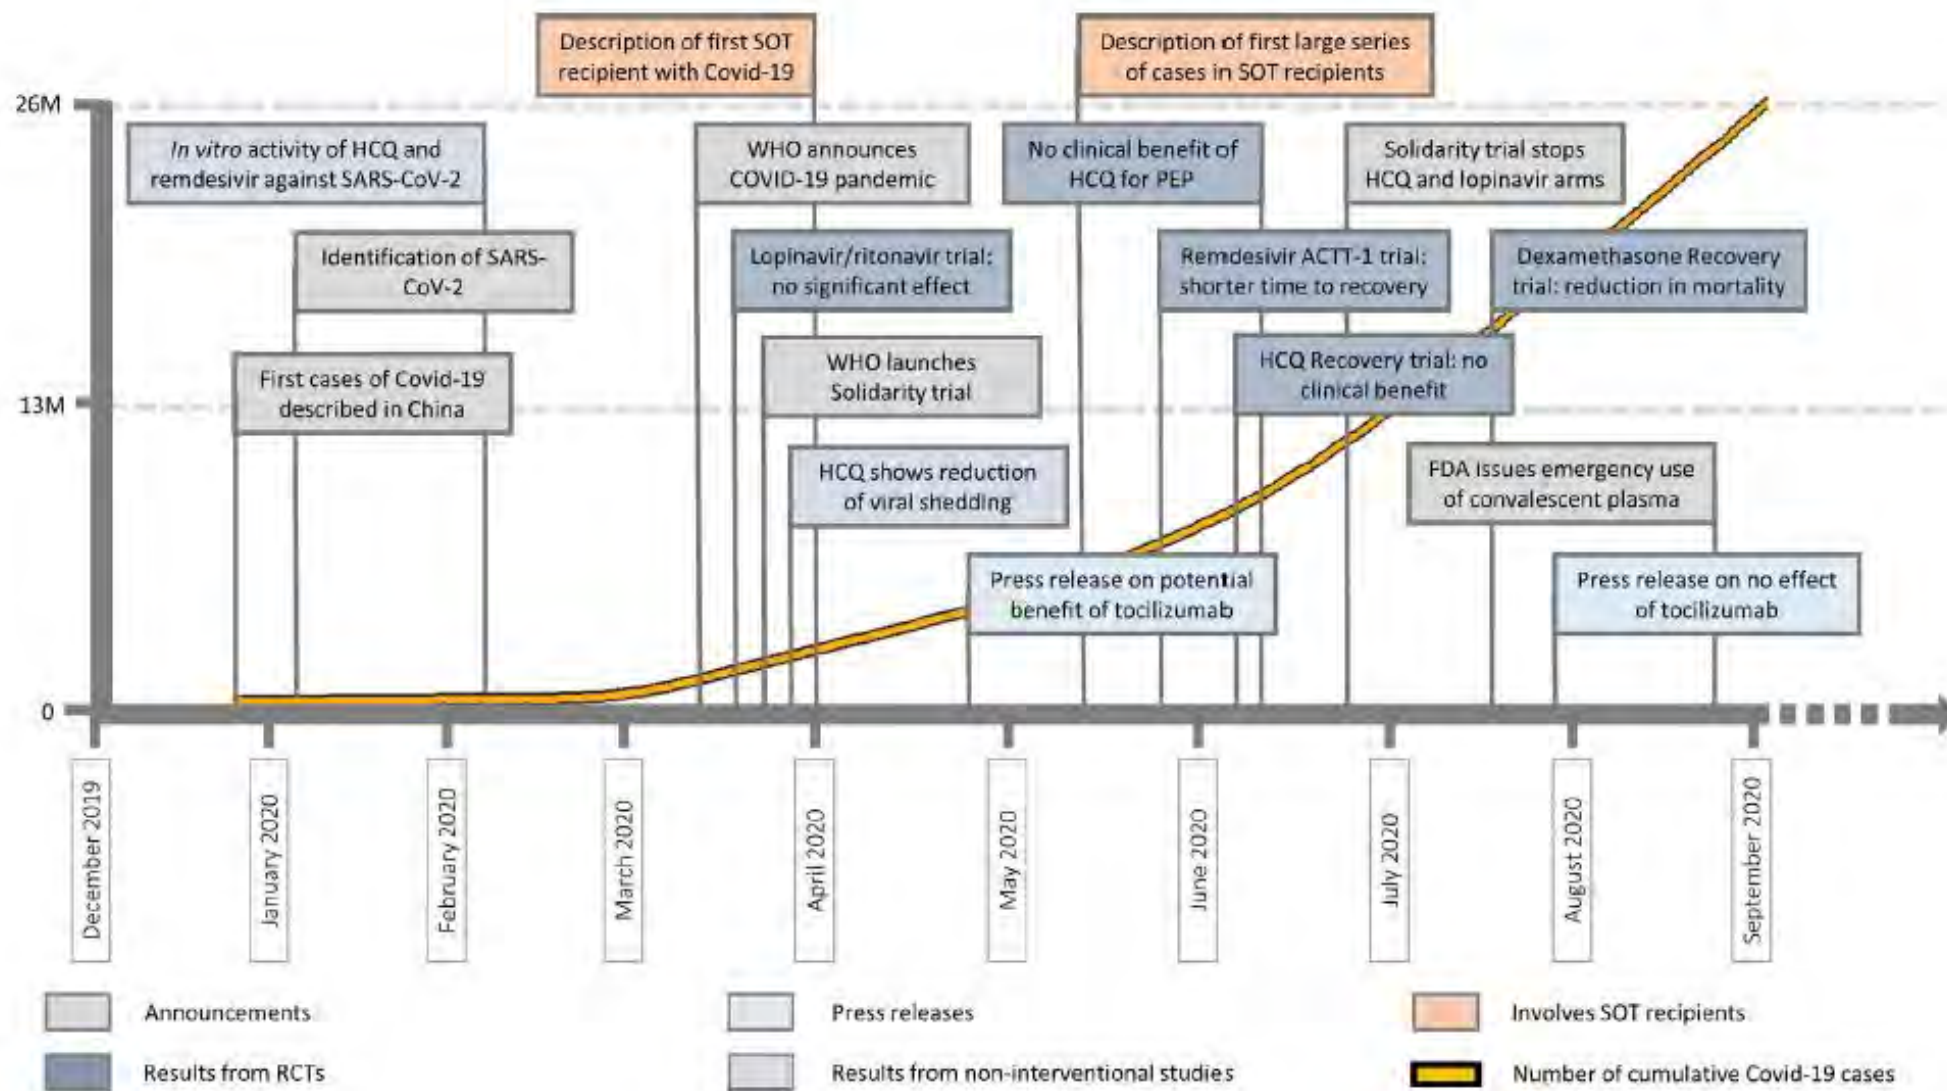 Description of first SOT
recipient with Covid-19
Description of first large series
of cases in SOT recipients
26M
In vitro activity of HCQ and
remdesivir against SARS-CoV-2
WHO announces
COVID-19 pandemic
No clinical benefit of
HCQ for PEP
Solidarity trial stops
HCQ and lopinavir arms
Identification of SARS-
CoV-2
Lopinavir/ritonavir trial:
no significant effect
Remdesivir ACTT-1 trial:
shorter time to recovery
Dexamethasone Recovery
trial: reduction in mortality
First cases of Covid-19
described in China
WHO launches
Solidarity trial
HCQ Recovery trial: no
clinical benefit
13M
HCQ shows reduction
of viral shedding
FDA issues emergency use
of convalescent plasma
Press release on potential
benefit of tocilizumab
Press release on no effect
of tocilizumab
0
December 2019
January 2020
February 2020
March 2020
April 2020
May 2020
June 2020
July 2020
August 2020
September 2020
Announcements
Press releases
Involves SOT recipients
Results from RCTs
Results from non-interventional studies
Number of cumulative Covid-19 cases